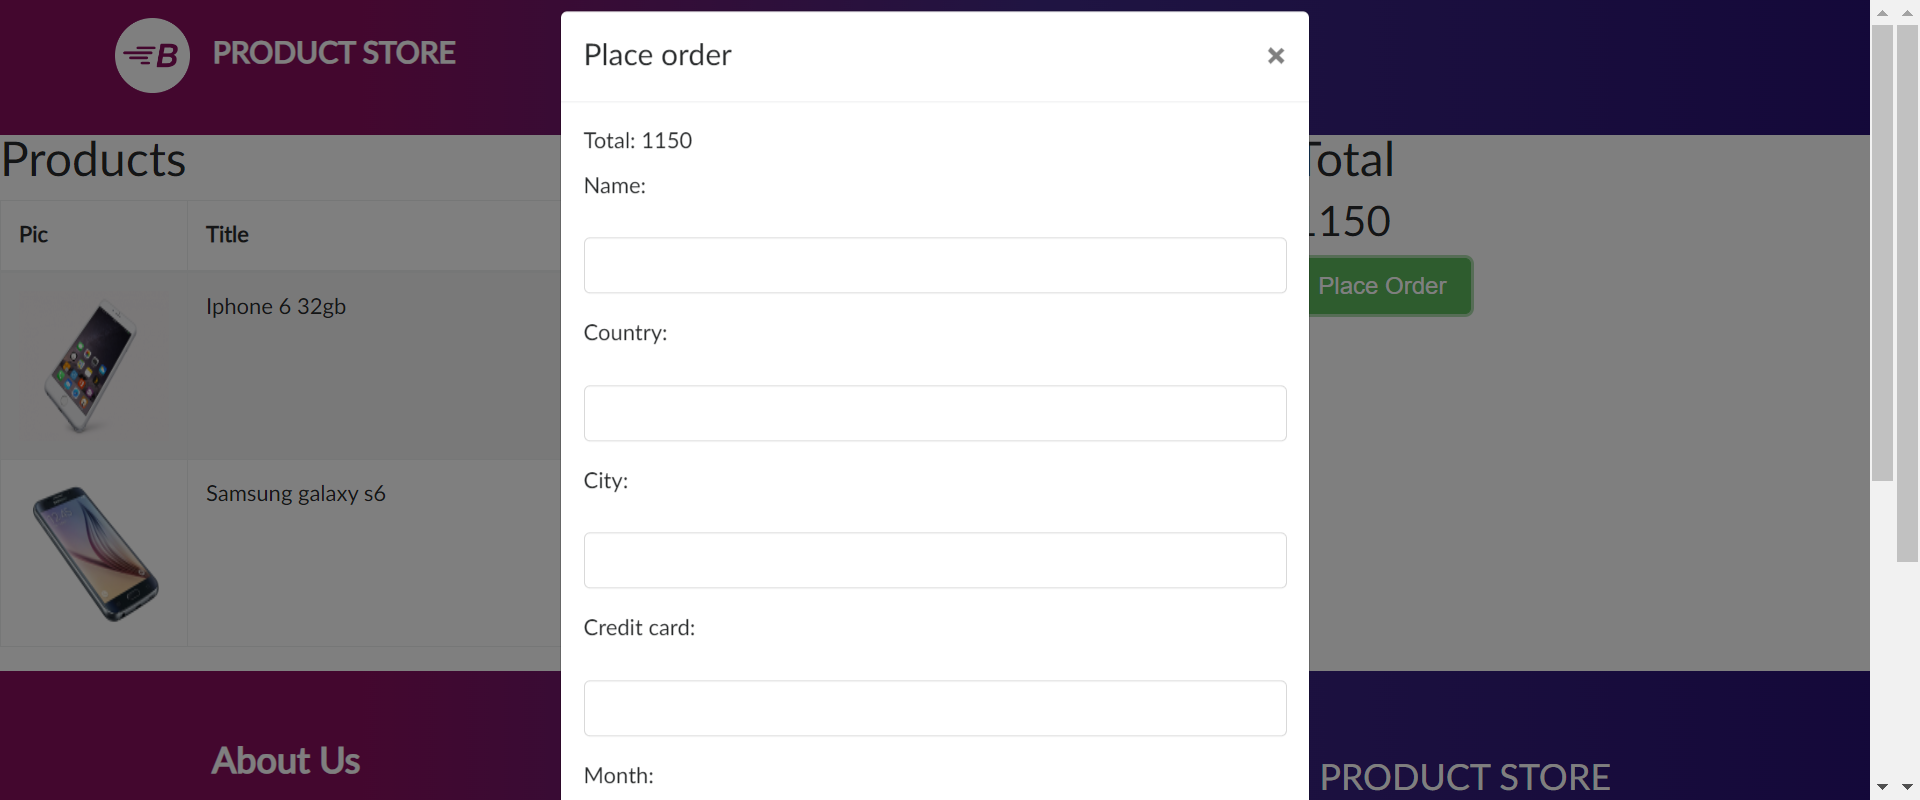 B
PRODUCT STORE
Place order
×
Total: 1150
Name:
Country:
City:
Credit card:
Month:
Products
Pic
Title
Iphone 6 32gb
Samsung galaxy s6
Total
1150
Place Order
About Us
PRODUCT STORE